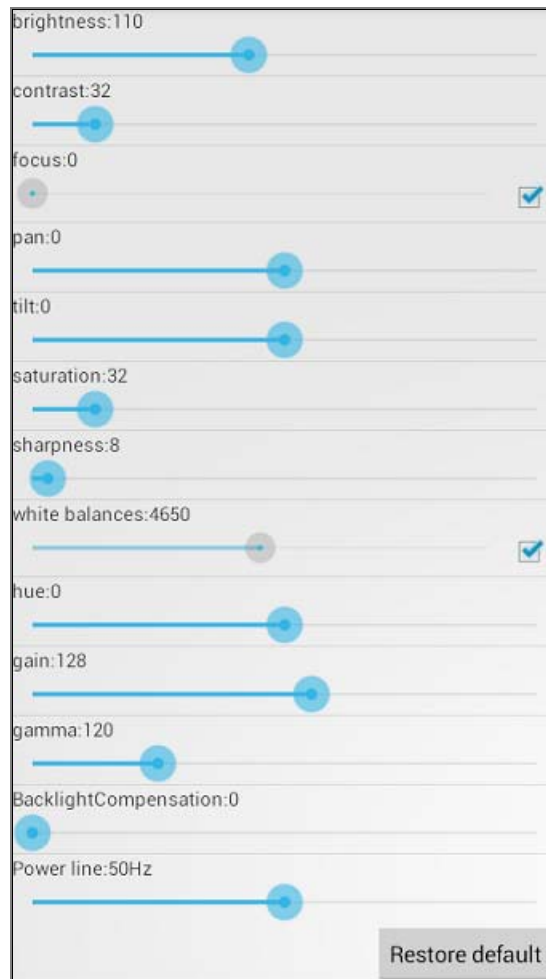 brightness:110
contrast:32
focus:0
pan:0
tilt:0
saturation:32
sharpness:8
white balances:4650
hue:0
gain:128
gamma:120
BacklightCompensation:0
Power line:50Hz
Restore default